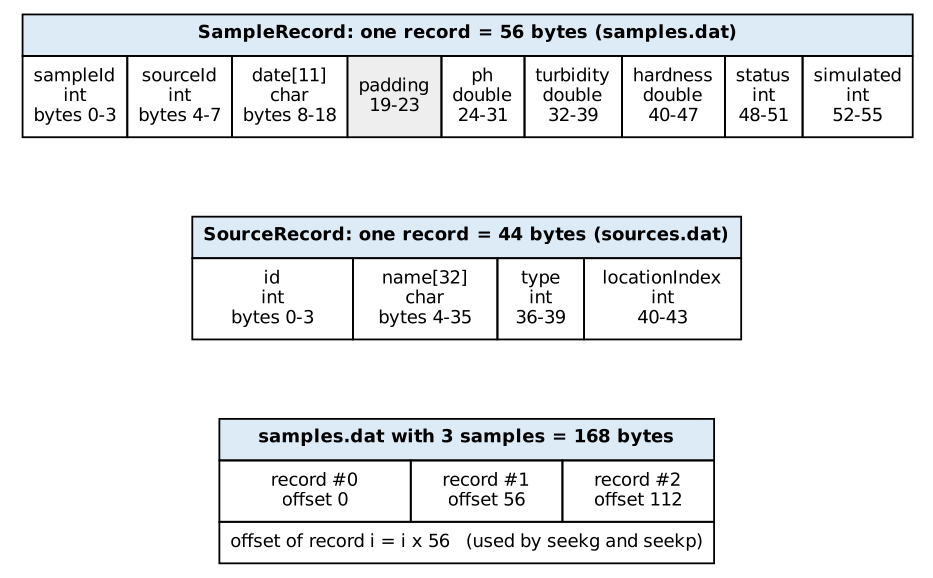 SampleRecord: one record = 56 bytes (samples.dat)
sampleId
int
bytes 0-3
sourceId
int
bytes 4-7
date[11]
char
bytes 8-18
padding
19-23
ph
double
24-31
turbidity
double
32-39
hardness
double
40-47
status
int
48-51
simulated
int
52-55
SourceRecord: one record = 44 bytes (sources.dat)
id
int
bytes 0-3
name[32]
char
bytes 4-35
type
int
36-39
locationIndex
int
40-43
samples.dat with 3 samples = 168 bytes
record #0
offset 0
record #1
offset 56
record #2
offset 112
offset of record i = i x 56 (used by seekg and seekp)